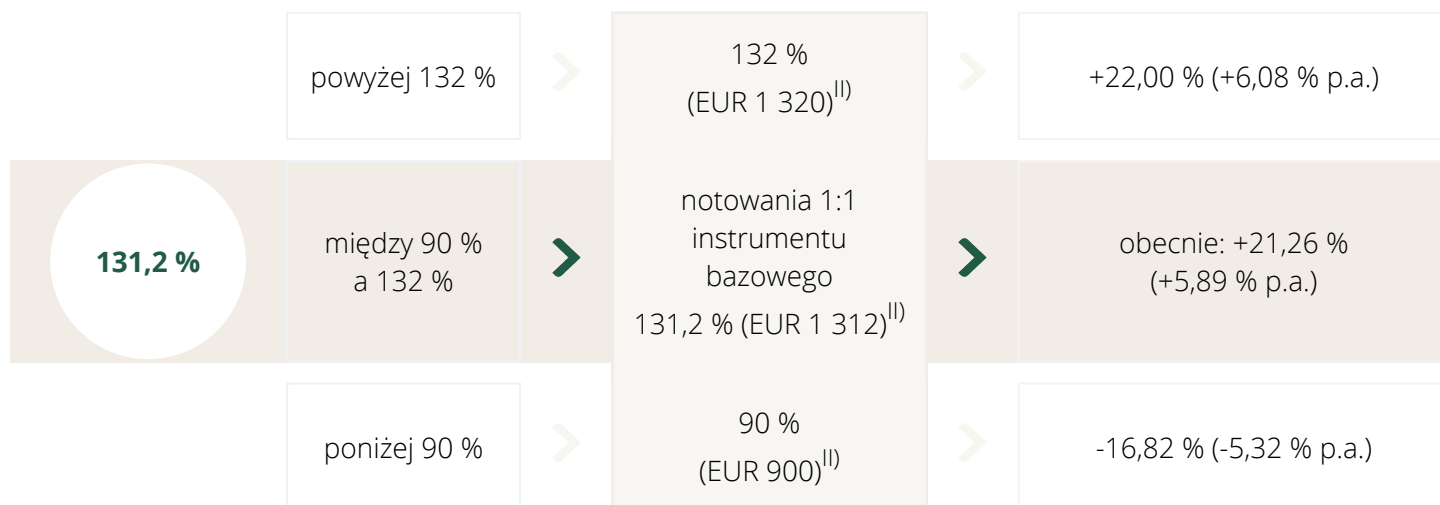 powyżej 132 %
132 %
(EUR 1 320)II)
+22,00 % (+6,08 % p.a.)
131,2 %
między 90 %
a 132 %
notowania 1:1
instrumentu
bazowego
131,2 % (EUR 1 312)II)
obecnie: +21,26 %
(+5,89 % p.a.)
poniżej 90 %
90 %
(EUR 900)II)
-16,82 % (-5,32 % p.a.)